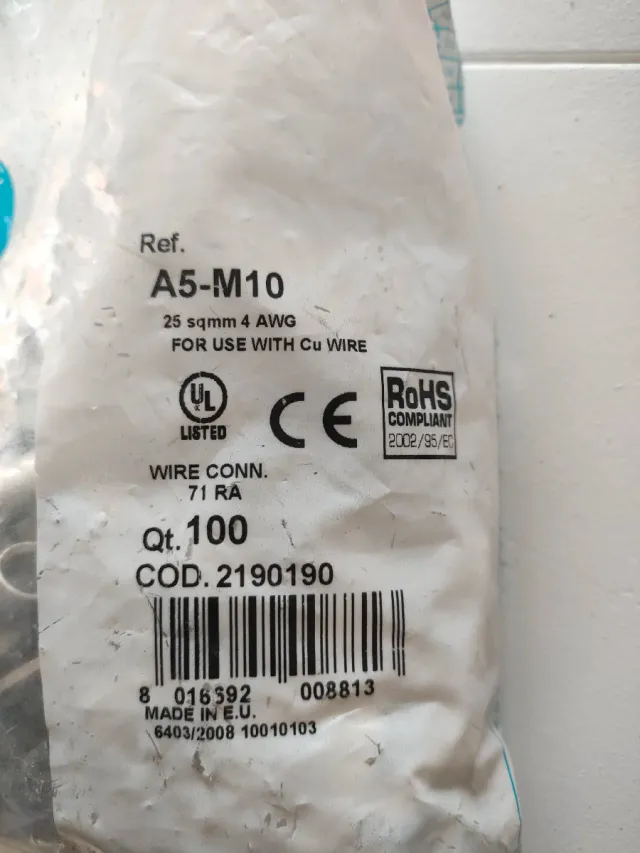 Ref.
A5-M10
25 sqmm 4 AWG
FOR USE WITH Cu WIRE
UL
LISTED
CE
RoHS
COMPLIANT
2002/95/EC
WIRE CONN.
71 RA
Qt. 100
COD. 2190190
8 016692 008813
MADE IN E.U.
6403/2008 10010103